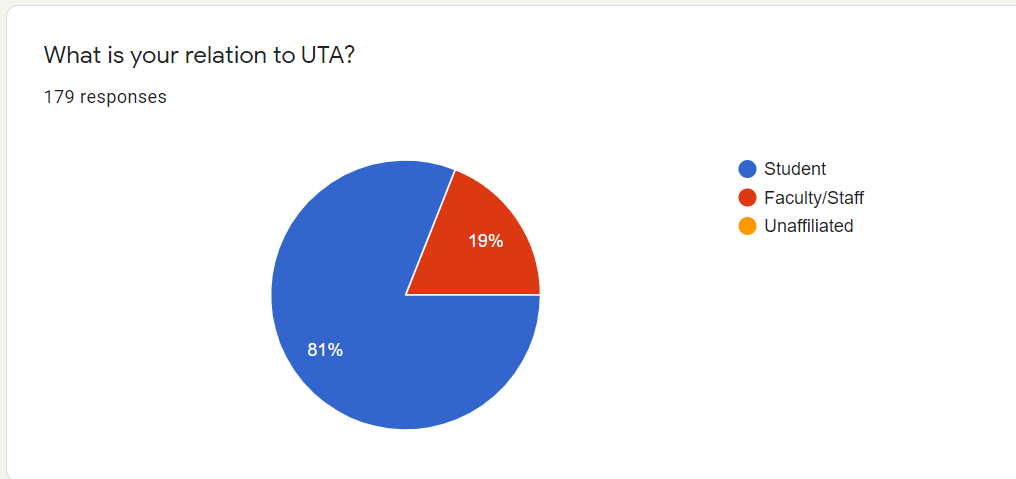 What is your relation to UTA?
179 responses
Student
Faculty/Staff
Unaffiliated
19%
81%